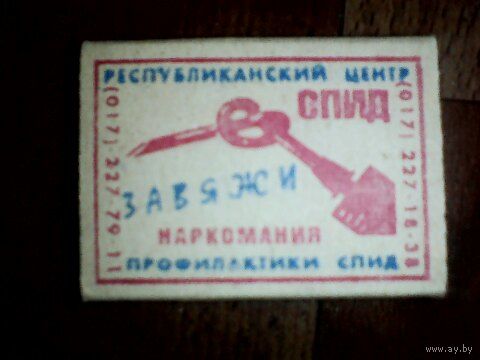 РЕСПУБЛИКАНСКИЙ ЦЕНТР
СПИД
(017) 227-79-11
(017) 227-18-38
ЗАВЯЖИ
НАРКОМАНИЯ
ПРОФИЛАКТИКИ СПИД
www.ay.by